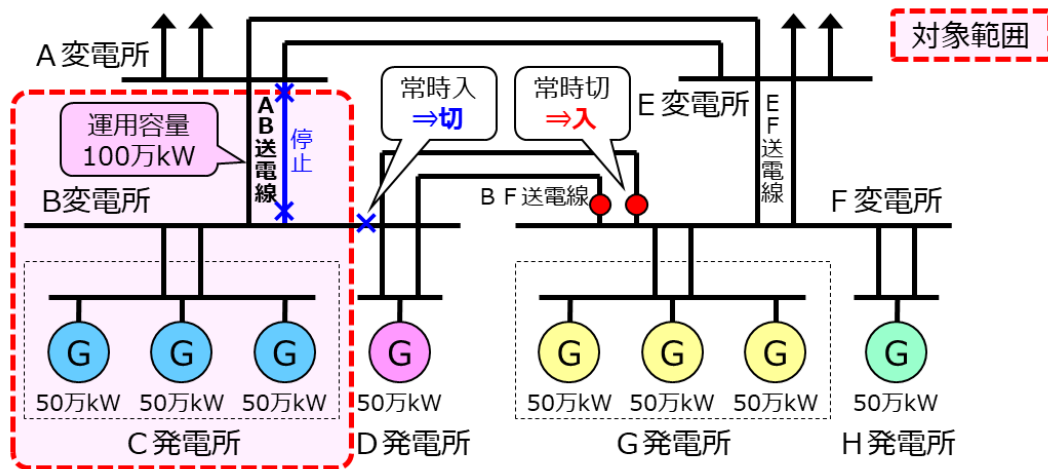 対象範囲
A変電所
常時入
⇒切
常時切
⇒入
E変電所
運用容量
100万kW
AB送電線
停止
EF送電線
B変電所
BF送電線
F変電所
G
G
G
G
G
G
G
G
50万kW 50万kW 50万kW 50万kW 50万kW 50万kW 50万kW 50万kW
C発電所
D発電所
G発電所
H発電所